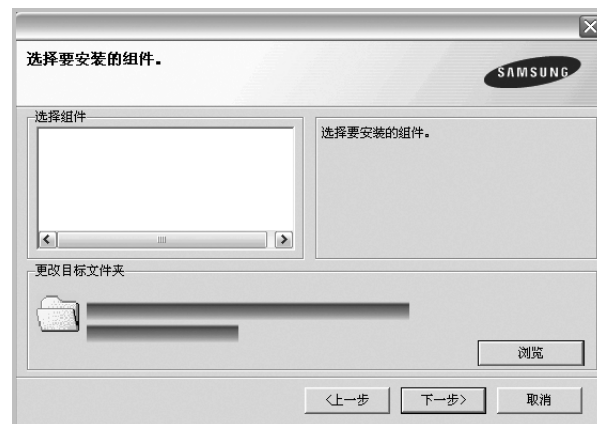 选择要安装的组件。
SAMSUNG
选择组件
选择要安装的组件。
更改目标文件夹
浏览
<上一步
下一步>
取消